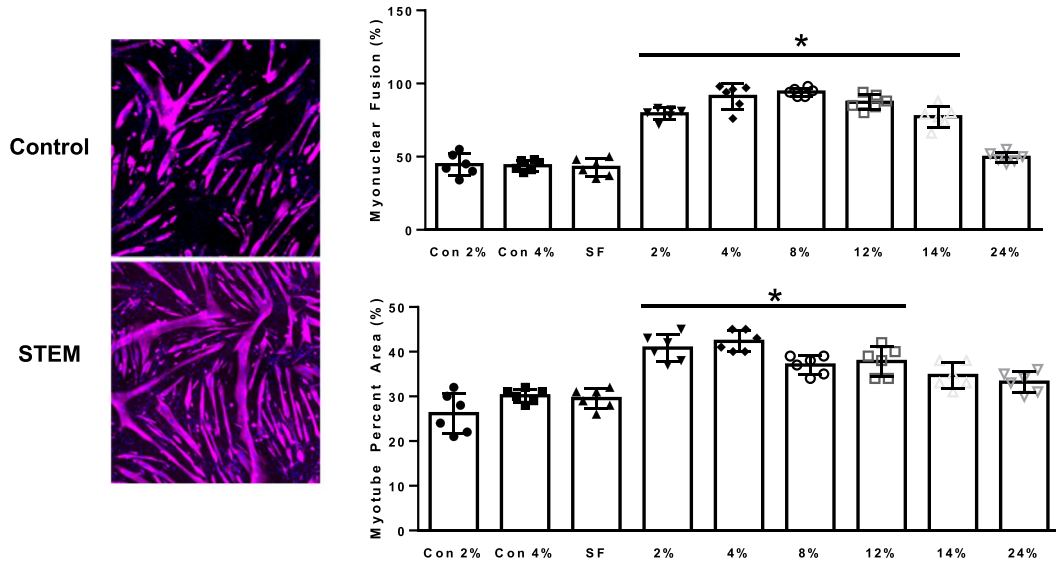 Control
STEM
Myonuclear Fusion (%)
150
100
50
0
*
Con 2% Con 4% SF 2% 4% 8% 12% 14% 24%
Myotube Percent Area (%)
50
40
30
20
10
0
*
Con 2% Con 4% SF 2% 4% 8% 12% 14% 24%